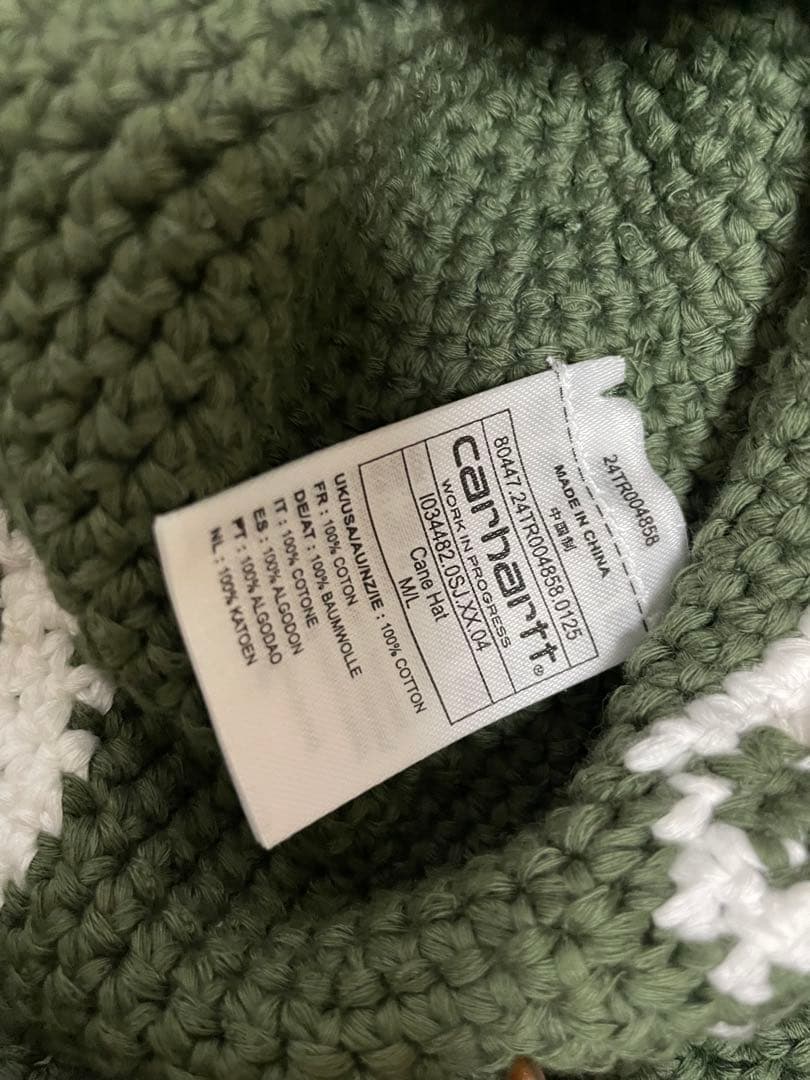 24TR004858
MADE IN CHINA
中国制
80447.24TR004858.0125
carhartt®
WORK IN PROGRESS
I034482.0SJ.XX.04
Cane Hat
M/L
UK/USA/AU/NZ/IE : 100% COTTON
FR : 100% COTON
DE/AT : 100% BAUMWOLLE
IT : 100% COTONE
ES : 100% ALGODON
PT : 100% ALGODAO
NL : 100% KATOEN